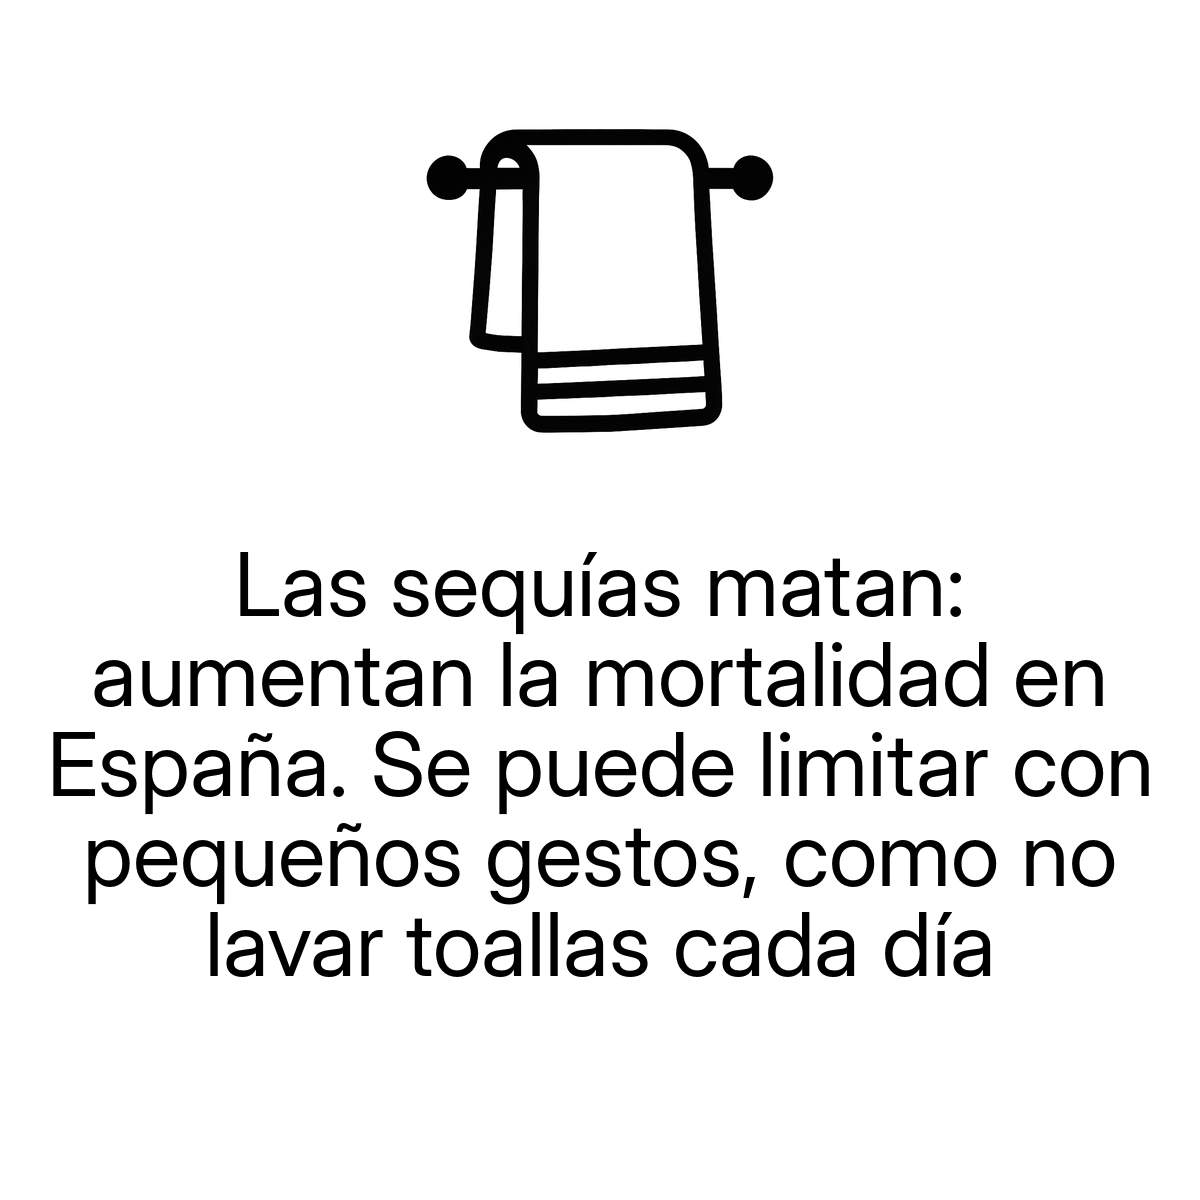 Las sequías matan:
aumentan la mortalidad en
España. Se puede limitar con
pequeños gestos, como no
lavar toallas cada día